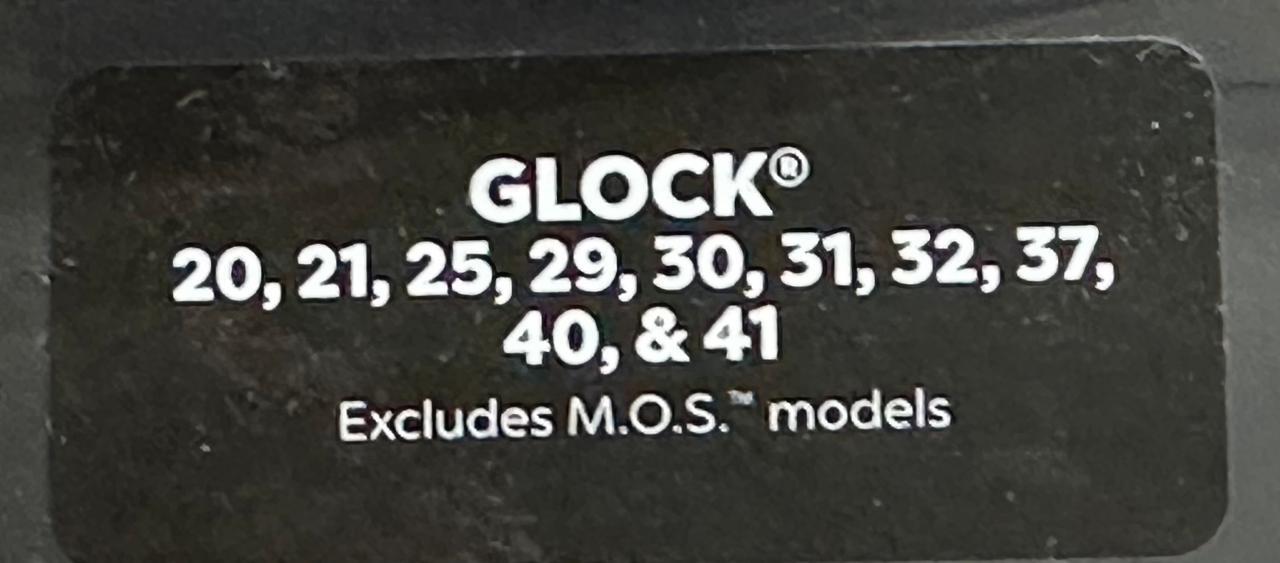 GLOCK®
20, 21, 25, 29, 30, 31, 32, 37,
40, & 41
Excludes M.O.S.™ models